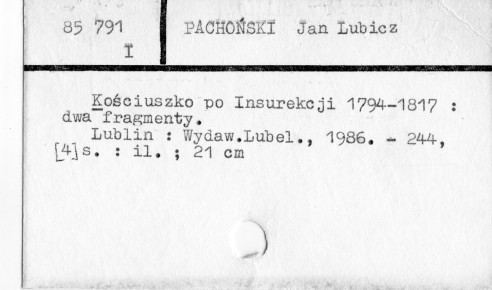 85 791
I
PACHOŃSKI Jan Lubicz
Kościuszko po Insurekcji 1794-1817 :
dwa fragmenty.
Lublin : Wydaw.Lubel., 1986. - 244,
[4]s. : il. ; 21 cm